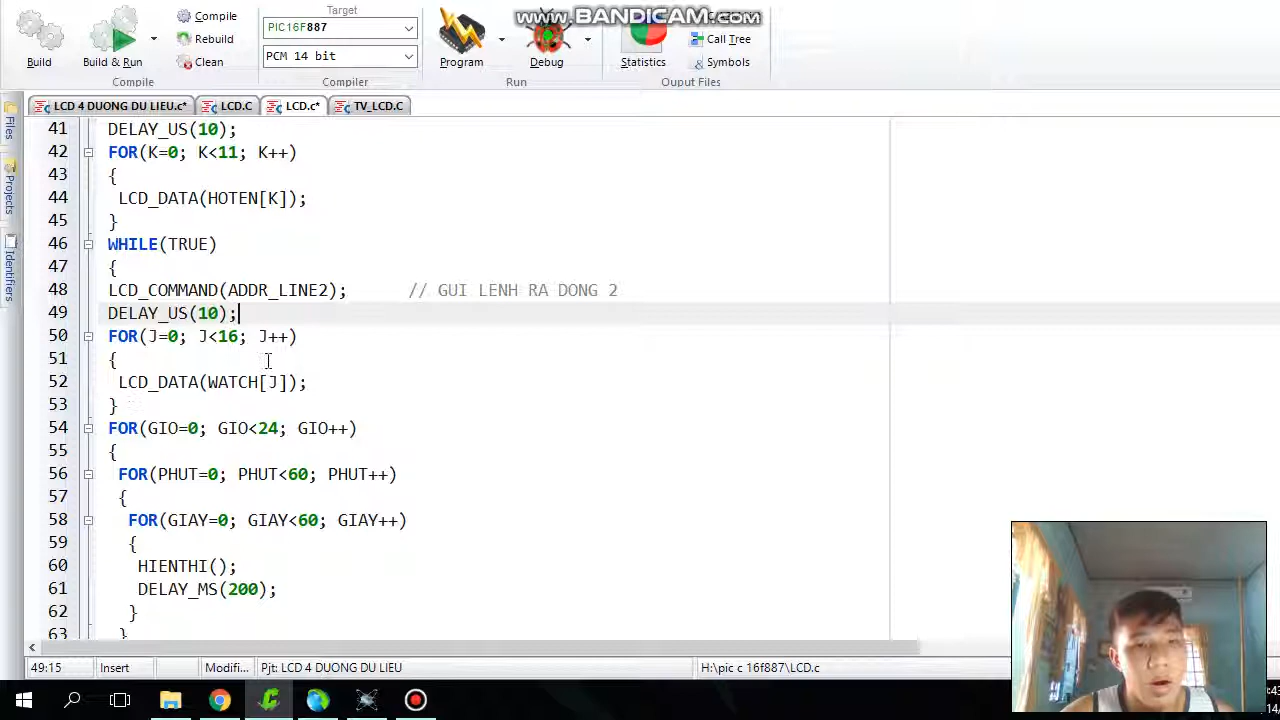 Target
www.BANDICAM.com
Compile
PIC16F887
Rebuild
Call Tree
Build
Build & Run
Clean
PCM 14 bit
Program
Debug
Statistics
Symbols
Compile
Compiler
Run
Ouput Files
LCD 4 DUONG DU LIEU.c*
LCD.C
LCD.c*
TV_LCD.C
Files
Projects
Identifiers
41 DELAY_US(10);
42 FOR(K=0; K<11; K++)
43 {
44 LCD_DATA(HOTEN[K]);
45 }
46 WHILE(TRUE)
47 {
48 LCD_COMMAND(ADDR_LINE2); // GUI LENH RA DONG 2
49 DELAY_US(10);
50 FOR(J=0; J<16; J++)
51 {
52 LCD_DATA(WATCH[J]);
53 }
54 FOR(GIO=0; GIO<24; GIO++)
55 {
56 FOR(PHUT=0; PHUT<60; PHUT++)
57 {
58 FOR(GIAY=0; GIAY<60; GIAY++)
59 {
60 HIENTHI();
61 DELAY_MS(200);
62 }
63 }
49:15
Insert
Modifi...
Pjt: LCD 4 DUONG DU LIEU
H:\pic c 16f887\LCD.c